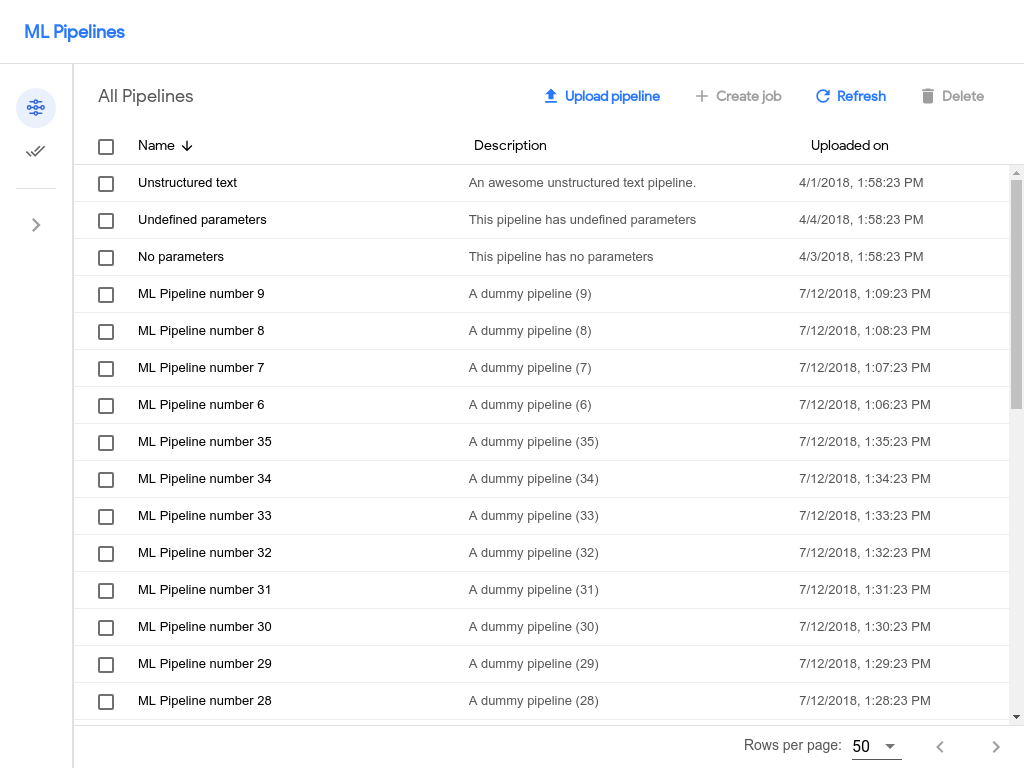 ML Pipelines
All Pipelines Upload pipeline Create job Refresh Delete
Name Description Uploaded on
Unstructured text An awesome unstructured text pipeline. 4/1/2018, 1:58:23 PM
Undefined parameters This pipeline has undefined parameters 4/4/2018, 1:58:23 PM
No parameters This pipeline has no parameters 4/3/2018, 1:58:23 PM
ML Pipeline number 9 A dummy pipeline (9) 7/12/2018, 1:09:23 PM
ML Pipeline number 8 A dummy pipeline (8) 7/12/2018, 1:08:23 PM
ML Pipeline number 7 A dummy pipeline (7) 7/12/2018, 1:07:23 PM
ML Pipeline number 6 A dummy pipeline (6) 7/12/2018, 1:06:23 PM
ML Pipeline number 35 A dummy pipeline (35) 7/12/2018, 1:35:23 PM
ML Pipeline number 34 A dummy pipeline (34) 7/12/2018, 1:34:23 PM
ML Pipeline number 33 A dummy pipeline (33) 7/12/2018, 1:33:23 PM
ML Pipeline number 32 A dummy pipeline (32) 7/12/2018, 1:32:23 PM
ML Pipeline number 31 A dummy pipeline (31) 7/12/2018, 1:31:23 PM
ML Pipeline number 30 A dummy pipeline (30) 7/12/2018, 1:30:23 PM
ML Pipeline number 29 A dummy pipeline (29) 7/12/2018, 1:29:23 PM
ML Pipeline number 28 A dummy pipeline (28) 7/12/2018, 1:28:23 PM
Rows per page: 50